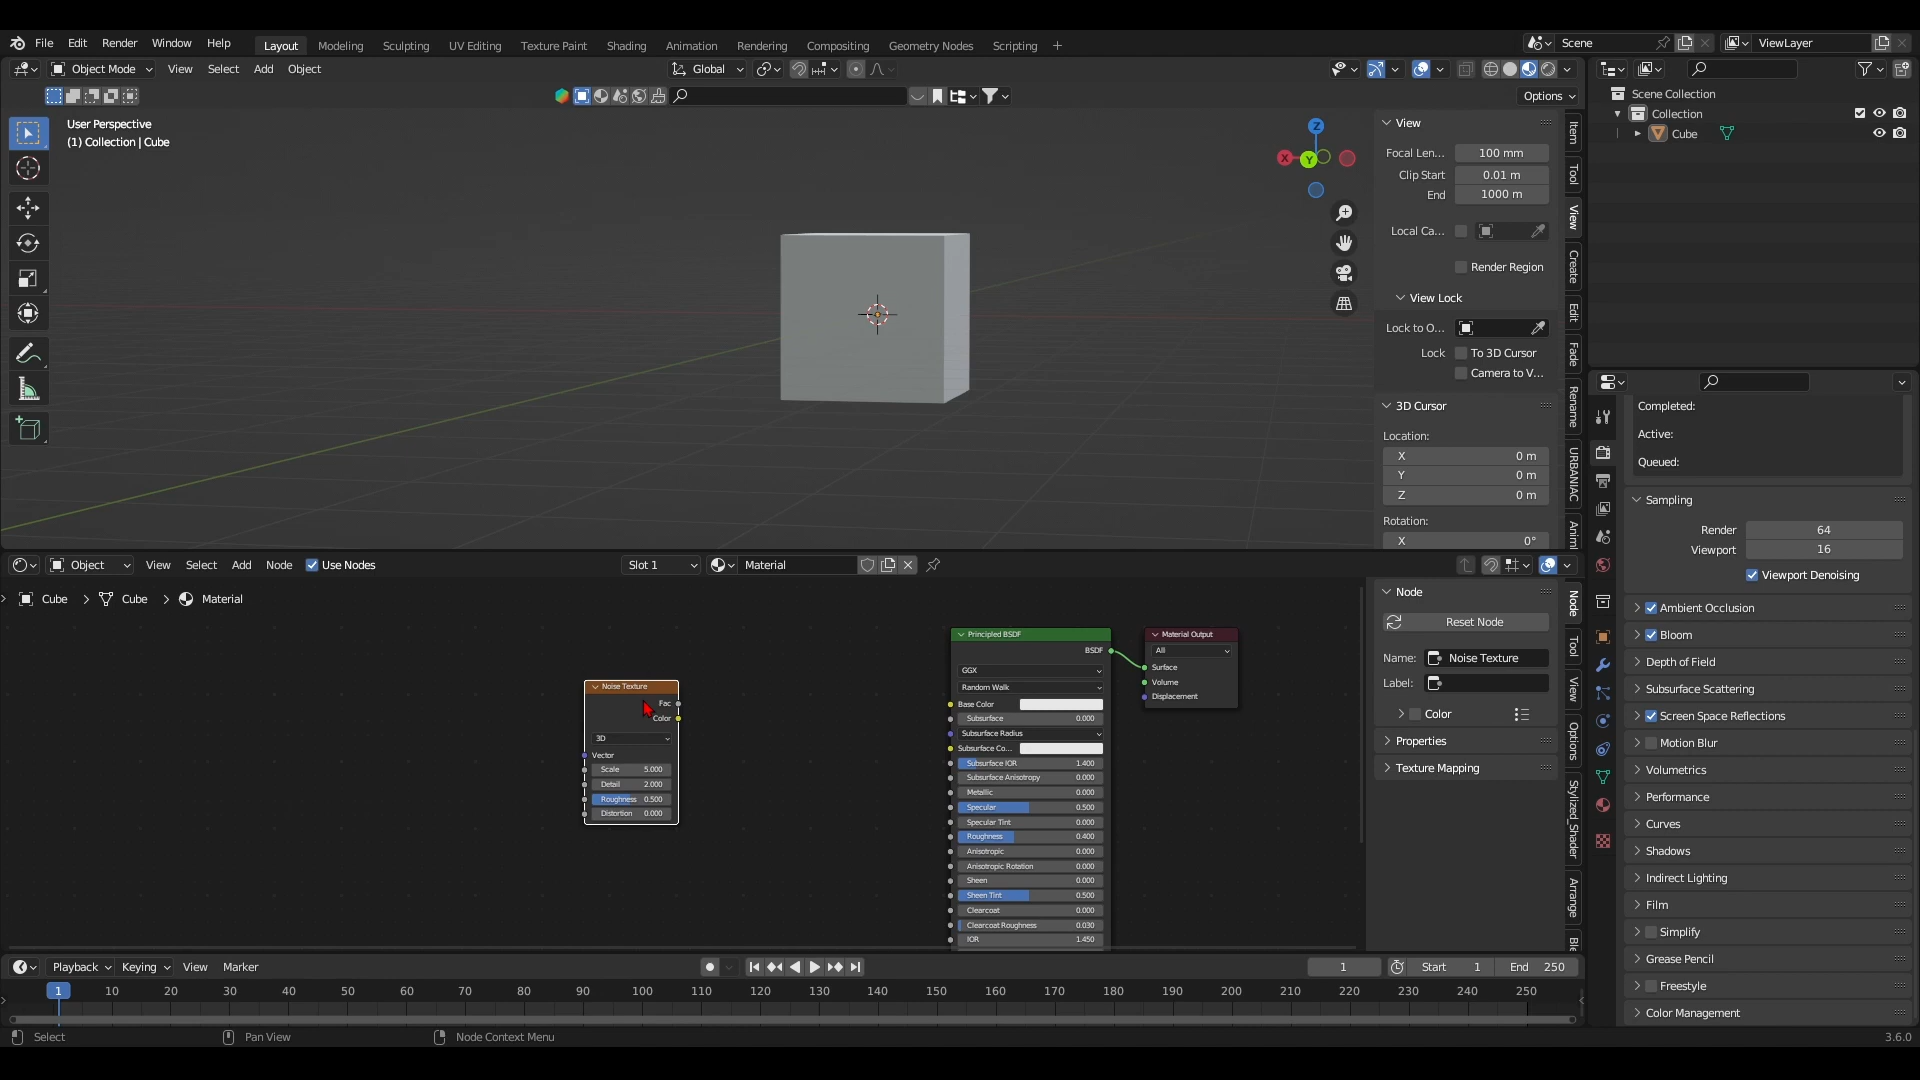 File Edit Render Window Help Layout Modeling Sculpting UV Editing Texture Paint Shading Animation Rendering Compositing Geometry Nodes Scripting + Scene ViewLayer
Object Mode View Select Add Object Global
Options
User Perspective
(1) Collection | Cube
Z
X
Y
View
Focal Len... 100 mm
Clip Start 0.01 m
End 1000 m
Local Ca...
Render Region
View Lock
Lock to O...
Lock To 3D Cursor
Camera to V...
3D Cursor
Location:
X 0 m
Y 0 m
Z 0 m
Rotation:
X 0°
Item
Tool
View
Create
Edit
Fade
Rename
URBANIAC
Scene Collection
Collection
Cube
Completed:
Active:
Queued:
Sampling
Render 64
Viewport 16
Viewport Denoising
Ambient Occlusion
Bloom
Depth of Field
Subsurface Scattering
Screen Space Reflections
Motion Blur
Volumetrics
Performance
Curves
Shadows
Indirect Lighting
Film
Simplify
Grease Pencil
Freestyle
Color Management
Object View Select Add Node Use Nodes Slot 1 Material
Cube > Cube > Material
Noise Texture
Fac
Color
3D
Vector
Scale 5.000
Detail 2.000
Roughness 0.500
Distortion 0.000
Principled BSDF
BSDF
GGX
Random Walk
Base Color
Subsurface 0.000
Subsurface Radius
Subsurface Co...
Subsurface IOR 1.400
Subsurface Anisotropy 0.000
Metallic 0.000
Specular 0.500
Specular Tint 0.000
Roughness 0.400
Anisotropic 0.000
Anisotropic Rotation 0.000
Sheen 0.000
Sheen Tint 0.500
Clearcoat 0.000
Clearcoat Roughness 0.030
IOR 1.450
Material Output
All
Surface
Volume
Displacement
Node
Reset Node
Name: Noise Texture
Label:
Color
Properties
Texture Mapping
Node
Tool
View
Options
Stylized_Shader
Arrange
Playback Keying View Marker 1 Start 1 End 250
1 10 20 30 40 50 60 70 80 90 100 110 120 130 140 150 160 170 180 190 200 210 220 230 240 250
Select Pan View Node Context Menu 3.6.0